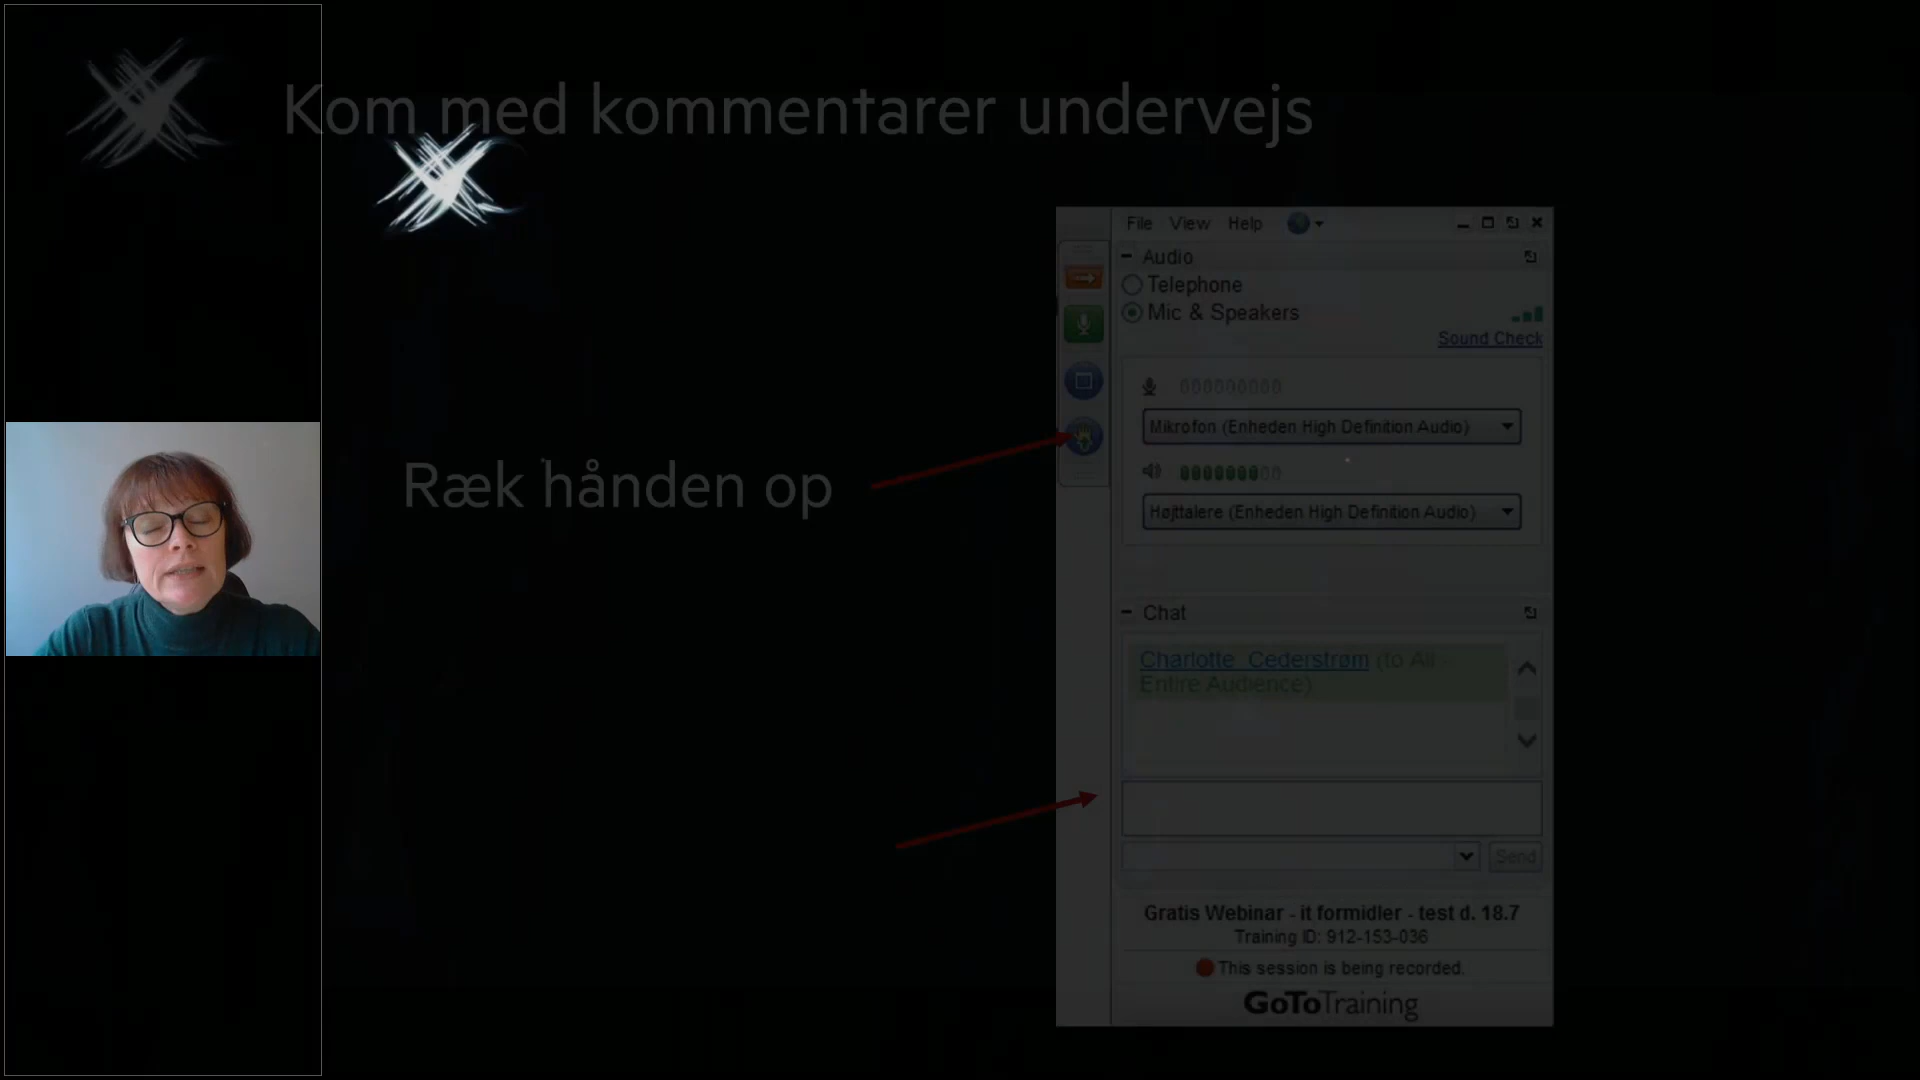 Kom med kommentarer undervejs
File View Help
Audio
Telephone
Mic & Speakers
Sound Check
Mikrofon (Enheden High Definition Audio)
Ræk hånden op
Højttalere (Enheden High Definition Audio)
Chat
Charlotte Cederstrøm (to All -
Entire Audience)
Send
Gratis Webinar - it formidler - test d. 18.7
Training ID: 912-153-036
This session is being recorded.
GoToTraining